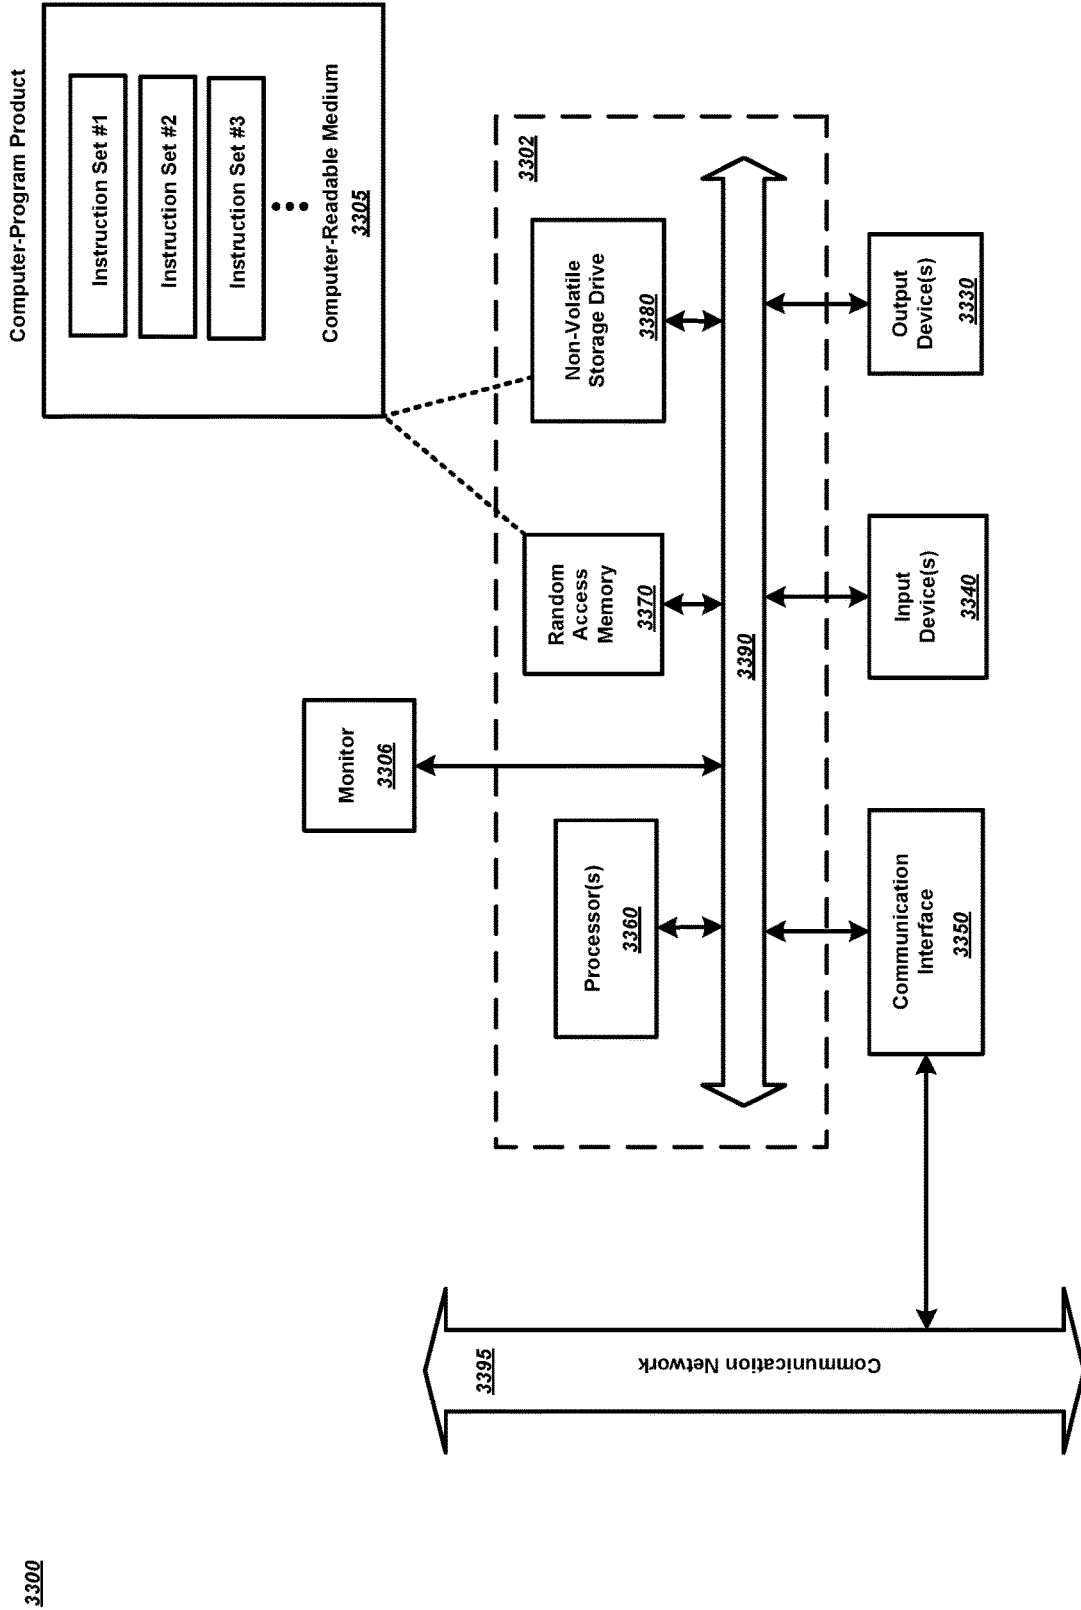 3300
Computer-Program Product
Instruction Set #1
Instruction Set #2
Instruction Set #3
Computer-Readable Medium
3305
Monitor
3306
3302
Processor(s)
3360
Random
Access
Memory
3370
Non-Volatile
Storage Drive
3380
3390
Communication
Interface
3350
Input
Device(s)
3340
Output
Device(s)
3330
3395
Communication Network